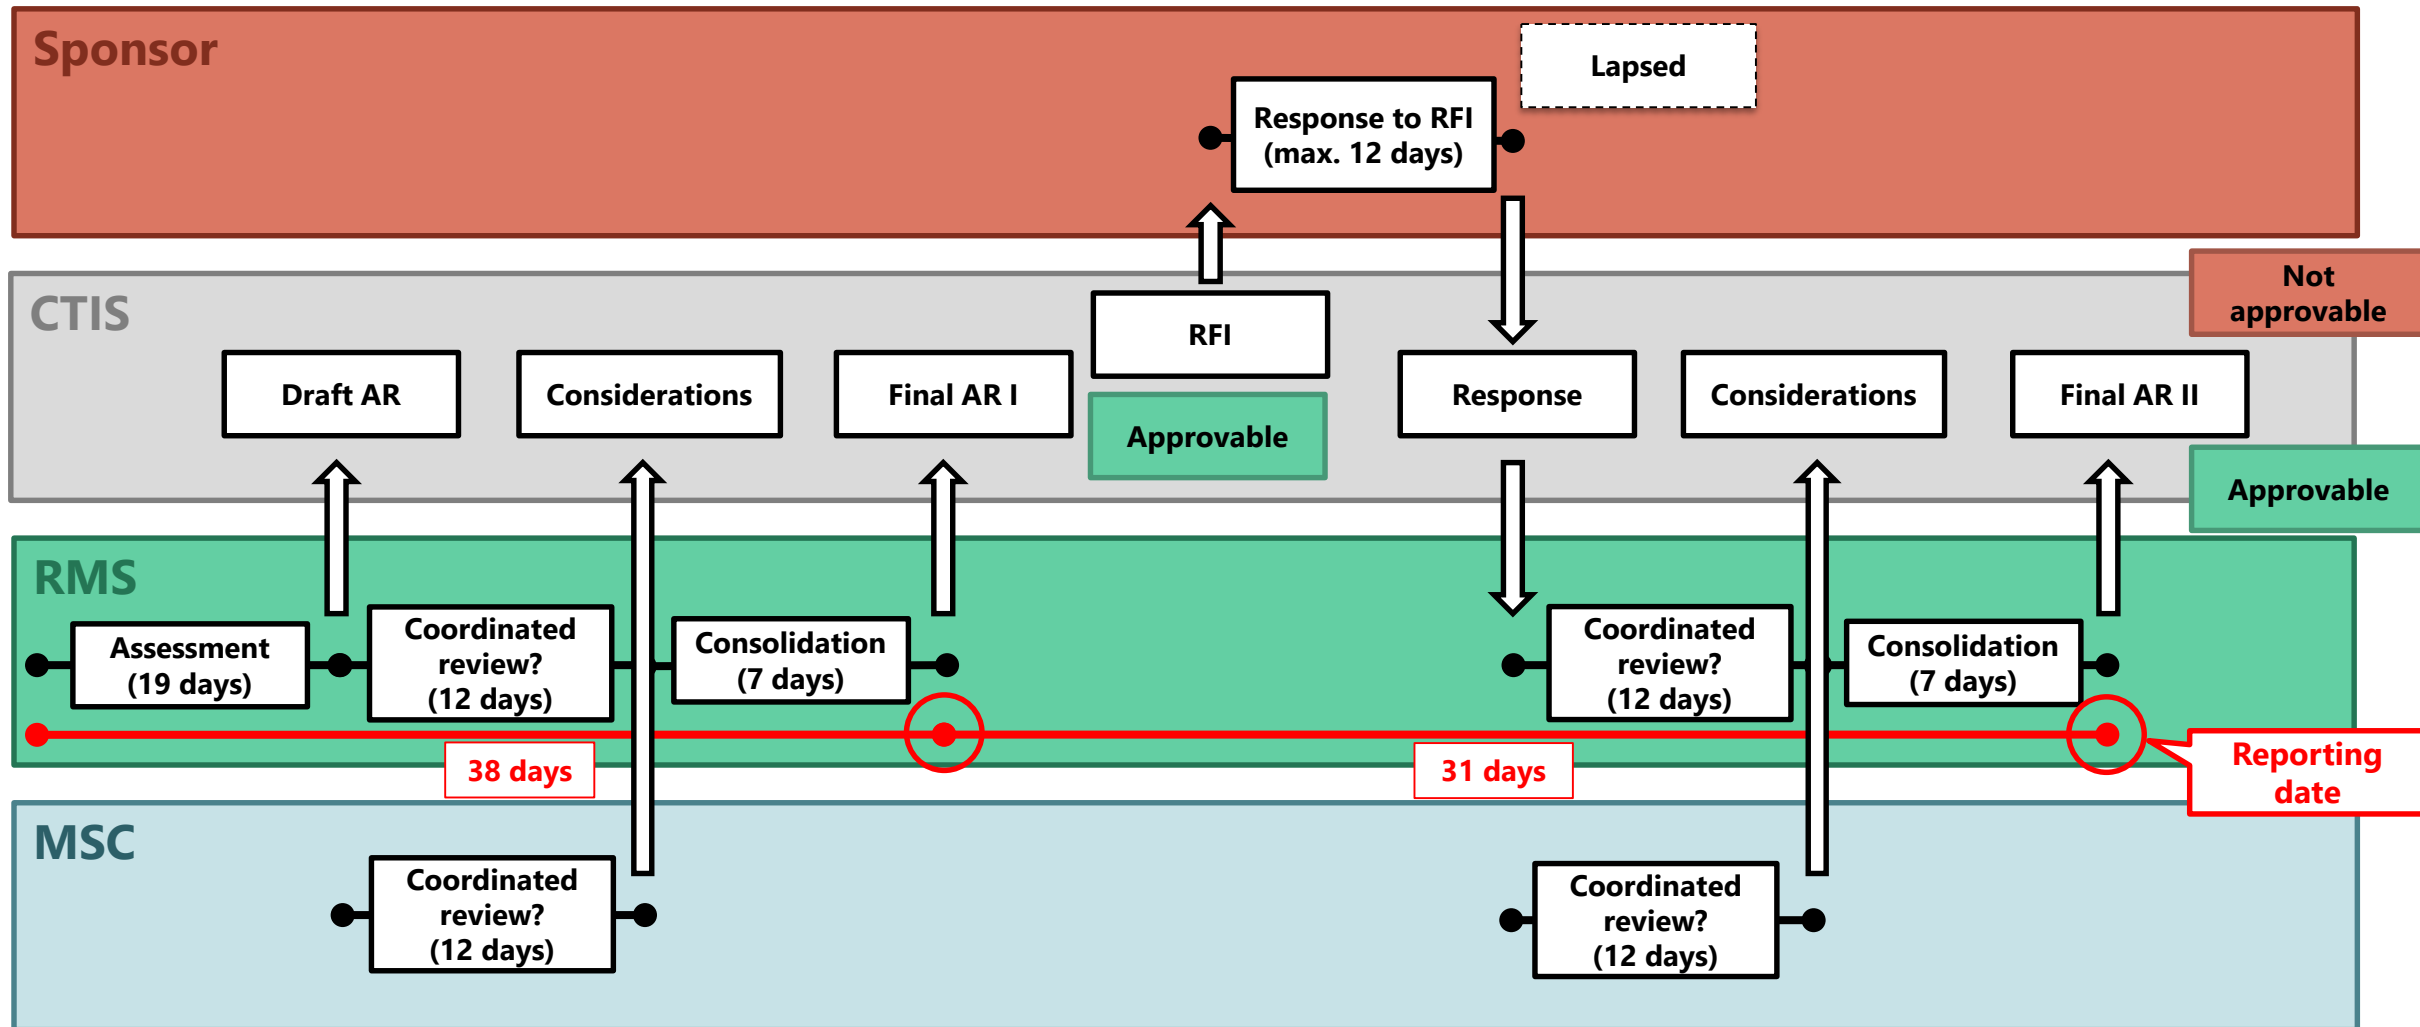 Sponsor
Lapsed
Response to RFI
(max. 12 days)
CTIS
Not
approvable
RFI
Draft AR
Considerations
Final AR I
Approvable
Response
Considerations
Final AR II
Approvable
RMS
Assessment
(19 days)
Coordinated
review?
(12 days)
Consolidation
(7 days)
Coordinated
review?
(12 days)
Consolidation
(7 days)
38 days
31 days
Reporting
date
MSC
Coordinated
review?
(12 days)
Coordinated
review?
(12 days)